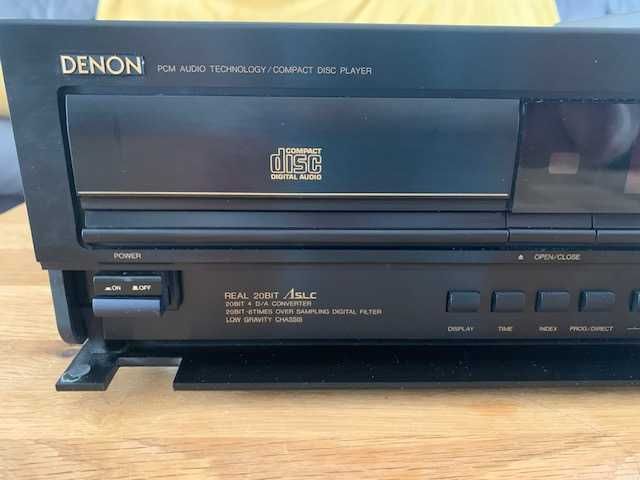 DENON PCM AUDIO TECHNOLOGY/COMPACT DISC PLAYER
COMPACT
disc
DIGITAL AUDIO
POWER
ON OFF
OPEN/CLOSE
REAL 20BIT ΛSLC
20BIT 4 D/A CONVERTER
20BIT-8TIMES OVER SAMPLING DIGITAL FILTER
LOW GRAVITY CHASSIS
DISPLAY TIME INDEX PROG/DIRECT